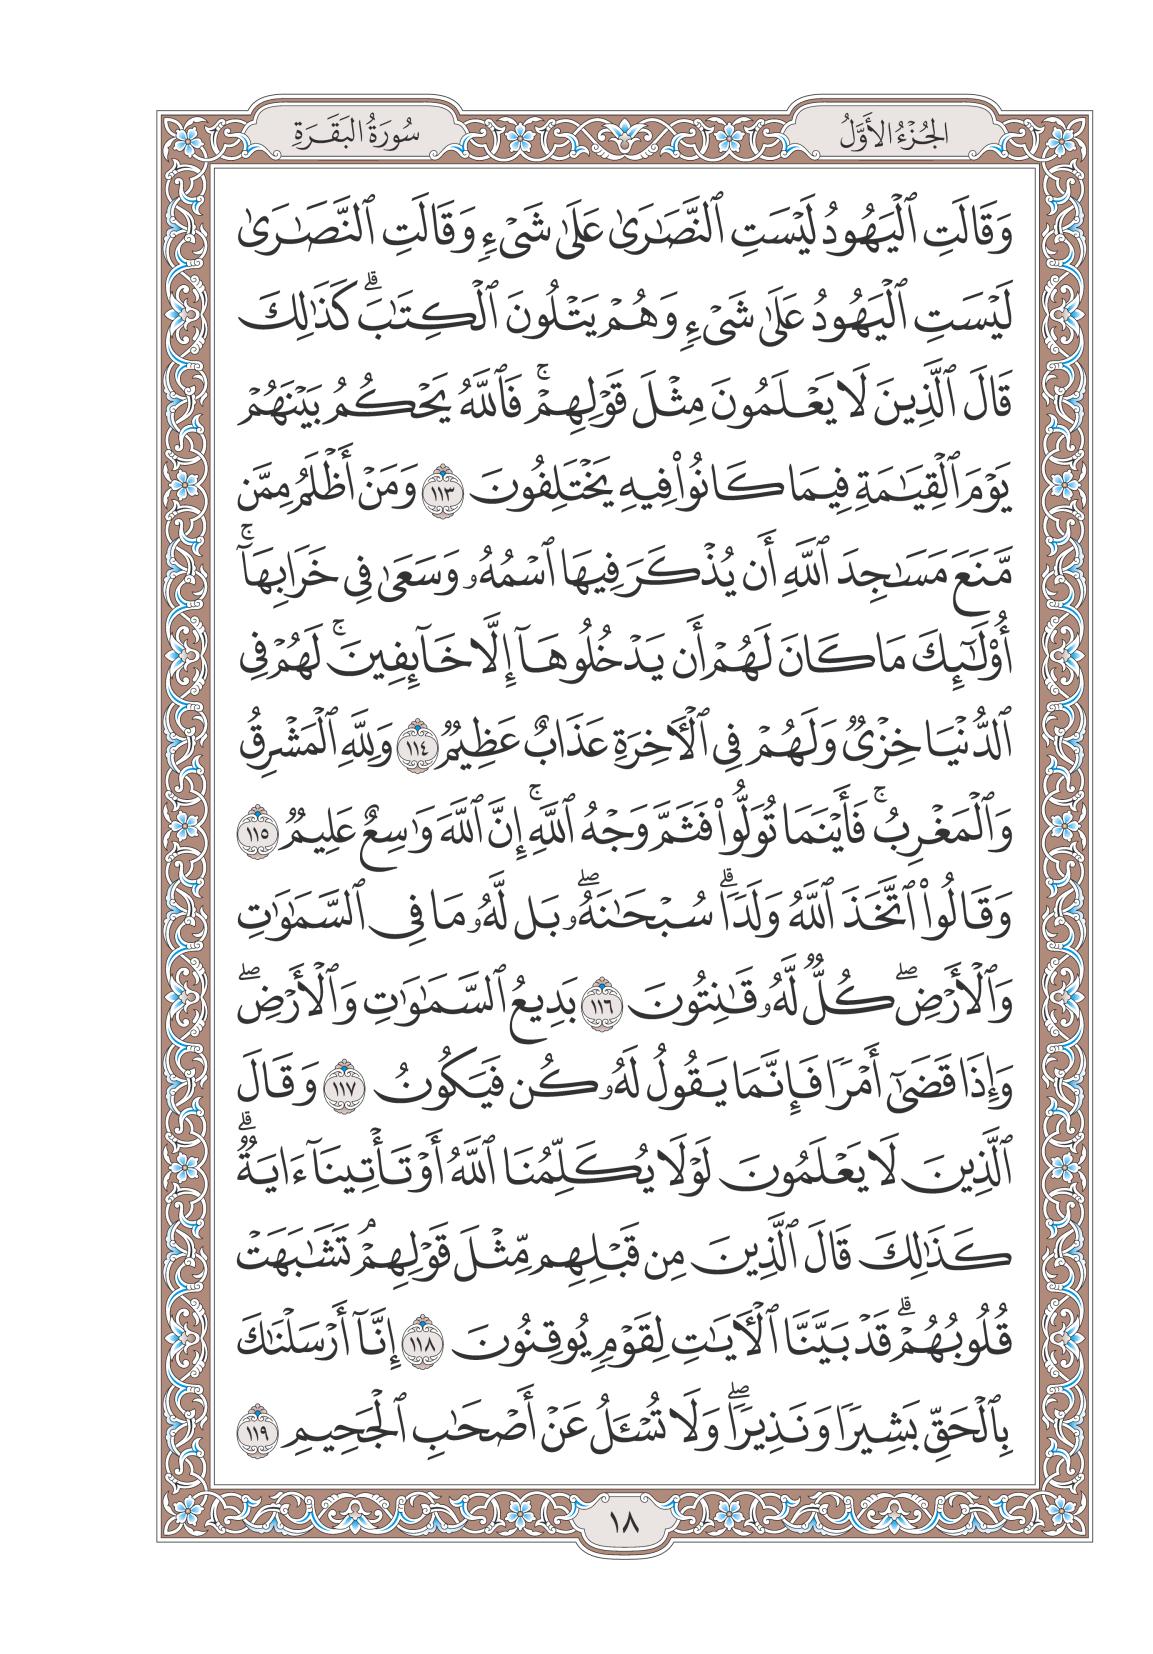 الجُزْءُ الأَوَّلُ
سُورَةُ البَقَرَةِ
وَقَالَتِ ٱلْيَهُودُ لَيْسَتِ ٱلنَّصَٰرَىٰ عَلَىٰ شَىْءٍ وَقَالَتِ ٱلنَّصَٰرَىٰ
لَيْسَتِ ٱلْيَهُودُ عَلَىٰ شَىْءٍ وَهُمْ يَتْلُونَ ٱلْكِتَٰبَۗ كَذَٰلِكَ
قَالَ ٱلَّذِينَ لَا يَعْلَمُونَ مِثْلَ قَوْلِهِمْۚ فَٱللَّهُ يَحْكُمُ بَيْنَهُمْ
يَوْمَ ٱلْقِيَٰمَةِ فِيمَا كَانُوا۟ فِيهِ يَخْتَلِفُونَ ١١٣ وَمَنْ أَظْلَمُ مِمَّن
مَّنَعَ مَسَٰجِدَ ٱللَّهِ أَن يُذْكَرَ فِيهَا ٱسْمُهُۥ وَسَعَىٰ فِى خَرَابِهَآۚ
أُو۟لَٰٓئِكَ مَا كَانَ لَهُمْ أَن يَدْخُلُوهَآ إِلَّا خَآئِفِينَۚ لَهُمْ فِى
ٱلدُّنْيَا خِزْىٌ وَلَهُمْ فِى ٱلْأَخِرَةِ عَذَابٌ عَظِيمٌ ١١٤ وَلِلَّهِ ٱلْمَشْرِقُ
وَٱلْمَغْرِبُۚ فَأَيْنَمَا تُوَلُّوا۟ فَثَمَّ وَجْهُ ٱللَّهِۚ إِنَّ ٱللَّهَ وَٰسِعٌ عَلِيمٌ ١١٥
وَقَالُوا۟ ٱتَّخَذَ ٱللَّهُ وَلَدًاۗ سُبْحَٰنَهُۥۖ بَل لَّهُۥ مَا فِى ٱلسَّمَٰوَٰتِ
وَٱلْأَرْضِۖ كُلٌّ لَّهُۥ قَٰنِتُونَ ١١٦ بَدِيعُ ٱلسَّمَٰوَٰتِ وَٱلْأَرْضِۖ
وَإِذَا قَضَىٰٓ أَمْرًا فَإِنَّمَا يَقُولُ لَهُۥ كُن فَيَكُونُ ١١٧ وَقَالَ
ٱلَّذِينَ لَا يَعْلَمُونَ لَوْلَا يُكَلِّمُنَا ٱللَّهُ أَوْ تَأْتِينَآ ءَايَةٌۗ
كَذَٰلِكَ قَالَ ٱلَّذِينَ مِن قَبْلِهِم مِّثْلَ قَوْلِهِمْۘ تَشَٰبَهَتْ
قُلُوبُهُمْۗ قَدْ بَيَّنَّا ٱلْأَيَٰتِ لِقَوْمٍ يُوقِنُونَ ١١٨ إِنَّآ أَرْسَلْنَٰكَ
بِٱلْحَقِّ بَشِيرًا وَنَذِيرًاۖ وَلَا تُسْـَٔلُ عَنْ أَصْحَٰبِ ٱلْجَحِيمِ ١١٩
١٨